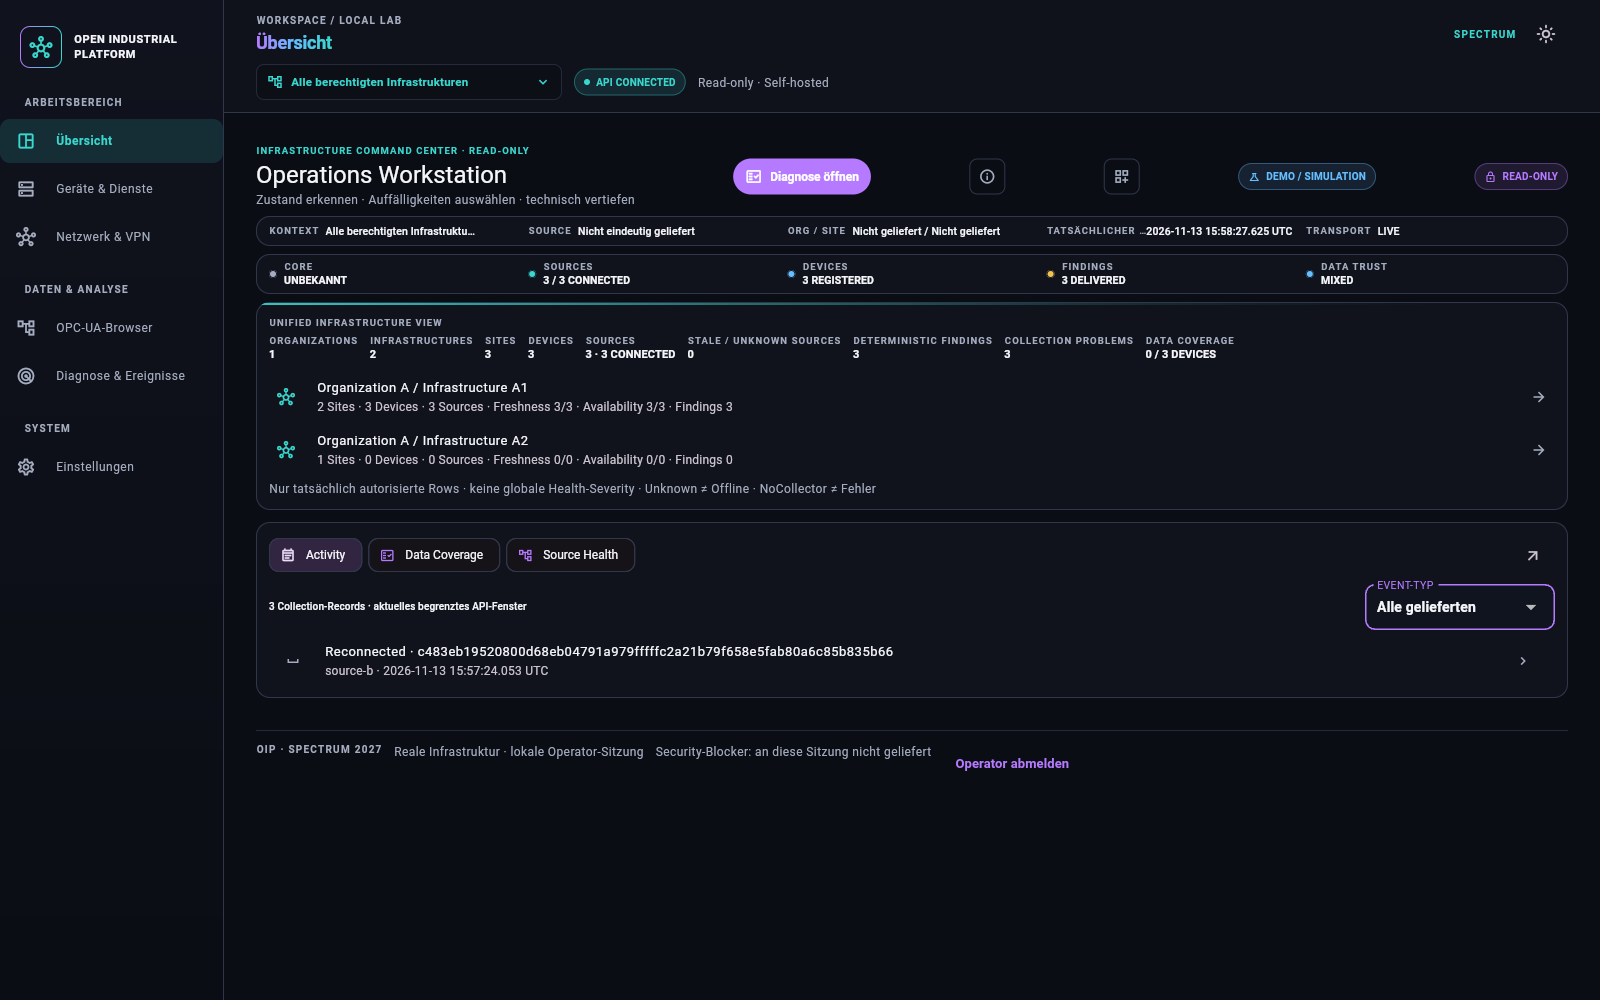 OPEN INDUSTRIAL
PLATFORM
ARBEITSBEREICH
Übersicht
Geräte & Dienste
Netzwerk & VPN
DATEN & ANALYSE
OPC-UA-Browser
Diagnose & Ereignisse
SYSTEM
Einstellungen
WORKSPACE / LOCAL LAB
Übersicht
SPECTRUM
Alle berechtigten Infrastrukturen
API CONNECTED
Read-only · Self-hosted
INFRASTRUCTURE COMMAND CENTER · READ-ONLY
Operations Workstation
Zustand erkennen · Auffälligkeiten auswählen · technisch vertiefen
Diagnose öffnen
DEMO / SIMULATION
READ-ONLY
KONTEXT Alle berechtigten Infrastruktu…
SOURCE Nicht eindeutig geliefert
ORG / SITE Nicht geliefert / Nicht geliefert
TATSÄCHLICHER …2026-11-13 15:58:27.625 UTC
TRANSPORT LIVE
CORE
UNBEKANNT
SOURCES
3 / 3 CONNECTED
DEVICES
3 REGISTERED
FINDINGS
3 DELIVERED
DATA TRUST
MIXED
UNIFIED INFRASTRUCTURE VIEW
ORGANIZATIONS INFRASTRUCTURES SITES DEVICES SOURCES STALE / UNKNOWN SOURCES DETERMINISTIC FINDINGS COLLECTION PROBLEMS DATA COVERAGE
1 2 3 3 3 · 3 CONNECTED 0 3 3 0 / 3 DEVICES
Organization A / Infrastructure A1
2 Sites · 3 Devices · 3 Sources · Freshness 3/3 · Availability 3/3 · Findings 3
Organization A / Infrastructure A2
1 Sites · 0 Devices · 0 Sources · Freshness 0/0 · Availability 0/0 · Findings 0
Nur tatsächlich autorisierte Rows · keine globale Health-Severity · Unknown ≠ Offline · NoCollector ≠ Fehler
Activity
Data Coverage
Source Health
EVENT-TYP
Alle gelieferten
3 Collection-Records · aktuelles begrenztes API-Fenster
Reconnected · c483eb19520800d68eb04791a979fffffc2a21b79f658e5fab80a6c85b835b66
source-b · 2026-11-13 15:57:24.053 UTC
OIP · SPECTRUM 2027
Reale Infrastruktur · lokale Operator-Sitzung
Security-Blocker: an diese Sitzung nicht geliefert
Operator abmelden